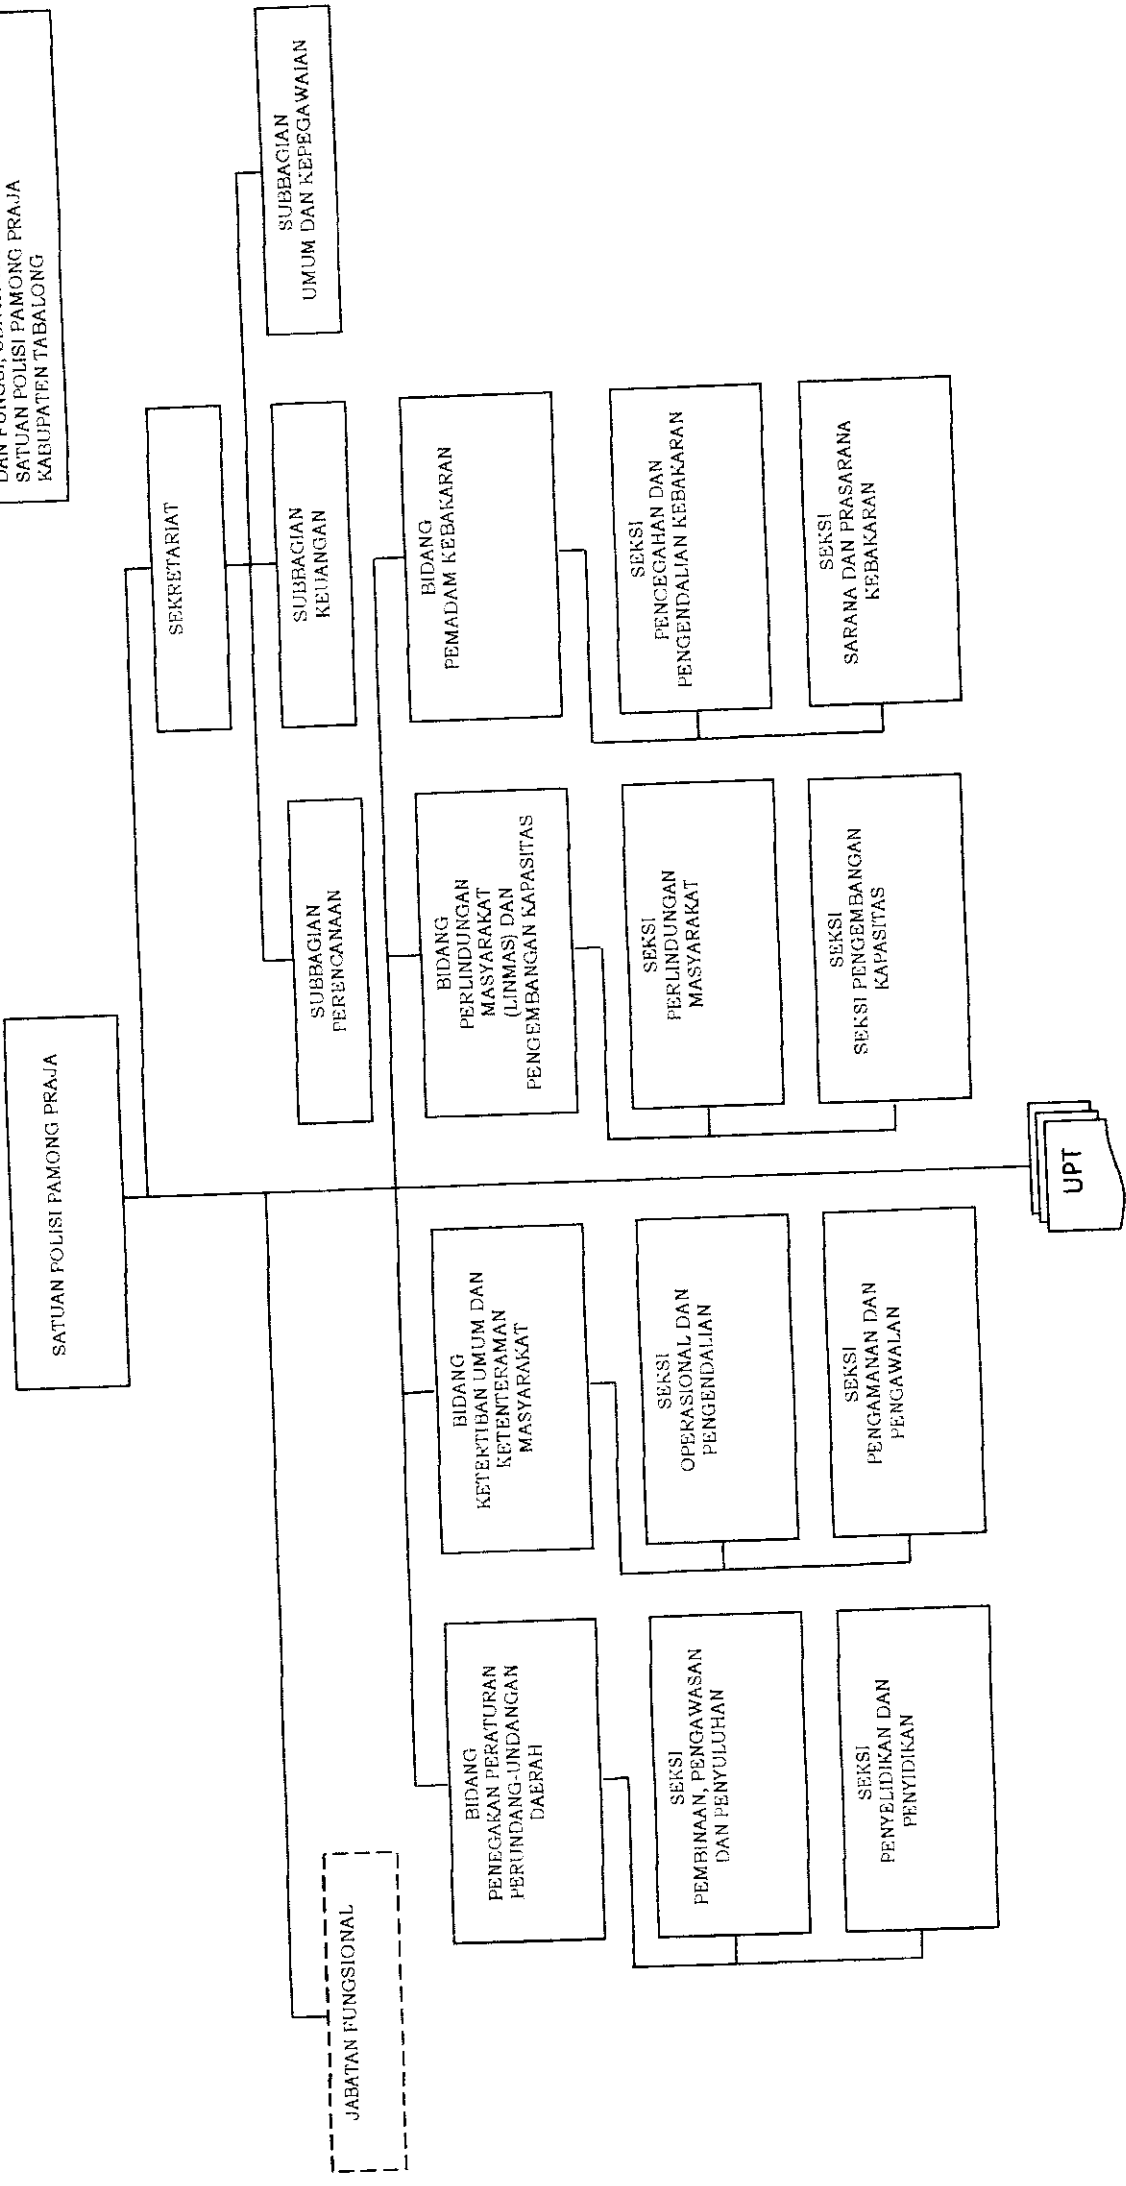 SATUAN POLISI PAMONG PRAJA
KABUPATEN TABALONG
SATUAN POLISI PAMONG PRAJA
SEKRETARIAT
JABATAN FUNGSIONAL
SUBBAGIAN
PERENCANAAN
SUBBAGIAN
KEUANGAN
SUBBAGIAN
UMUM DAN KEPEGAWAIAN
BIDANG
PENEGAKAN PERATURAN
PERUNDANG-UNDANGAN
DAERAH
BIDANG
KETERTIBAN UMUM DAN
KETENTERAMAN
MASYARAKAT
BIDANG
PERLINDUNGAN
MASYARAKAT
(LINMAS) DAN
PENGEMBANGAN KAPASITAS
BIDANG
PEMADAM KEBAKARAN
SEKSI
PEMBINAAN, PENGAWASAN
DAN PENYULUHAN
SEKSI
OPERASIONAL DAN
PENGENDALIAN
SEKSI
PERLINDUNGAN
MASYARAKAT
SEKSI
PENCEGAHAN DAN
PENGENDALIAN KEBAKARAN
SEKSI
PENYELIDIKAN DAN
PENYIDIKAN
SEKSI
PENGAMANAN DAN
PENGAWALAN
SEKSI
SEKSI PENGEMBANGAN
KAPASITAS
SEKSI
SARANA DAN PRASARANA
KEBAKARAN
UPT